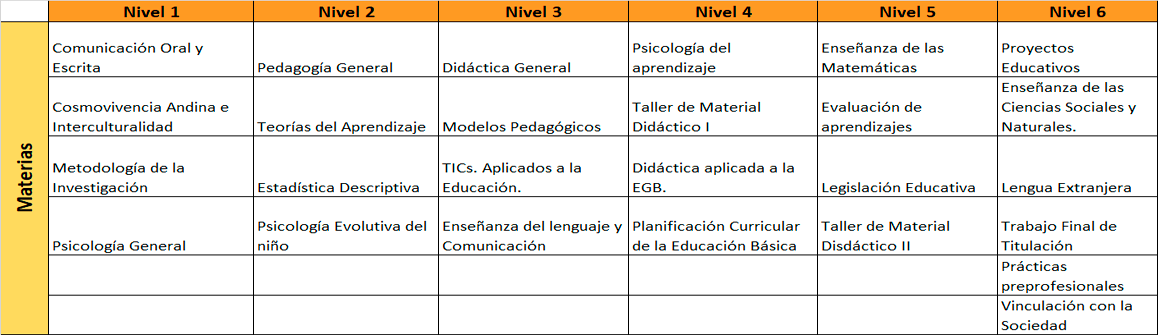 Nivel 1 Nivel 2 Nivel 3 Nivel 4 Nivel 5 Nivel 6
Materias
Comunicación Oral y
Escrita
Pedagogía General
Didáctica General
Psicología del
aprendizaje
Enseñanza de las
Matemáticas
Proyectos
Educativos
Cosmovivencia Andina e
Interculturalidad
Teorías del Aprendizaje
Modelos Pedagógicos
Taller de Material
Didáctico I
Evaluación de
aprendizajes
Enseñanza de las
Ciencias Sociales y
Naturales.
Metodología de la
Investigación
Estadística Descriptiva
TICs. Aplicados a la
Educación.
Didáctica aplicada a la
EGB.
Legislación Educativa
Lengua Extranjera
Psicología General
Psicología Evolutiva del
niño
Enseñanza del lenguaje y
Comunicación
Planificación Curricular
de la Educación Básica
Taller de Material
Disdáctico II
Trabajo Final de
Titulación
Prácticas
preprofesionales
Vinculación con la
Sociedad